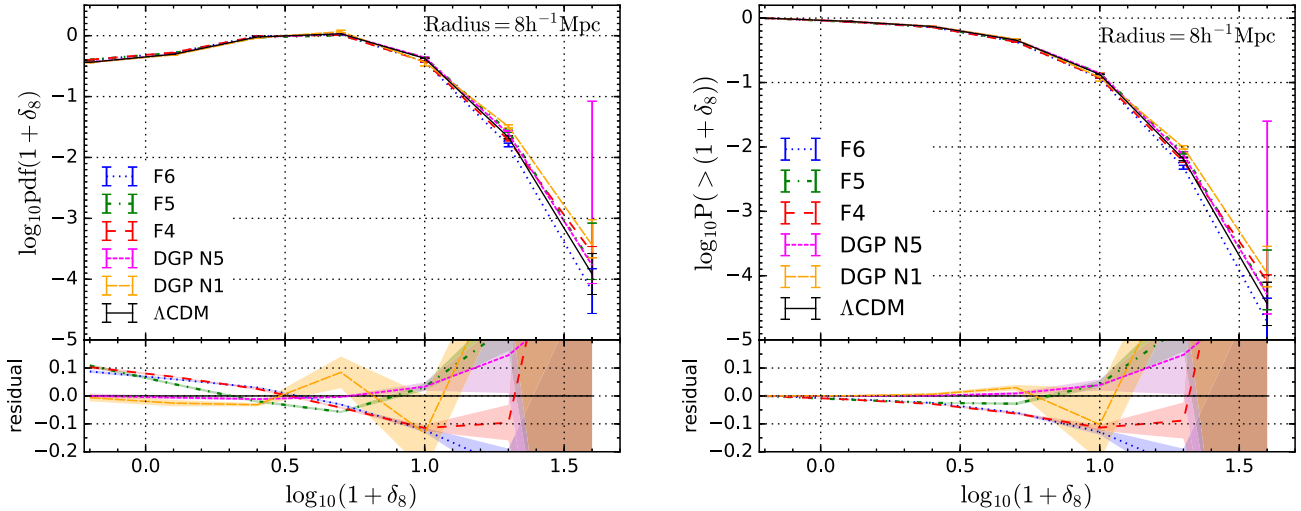 Radius = 8h⁻¹Mpc
0
−1
−2
−3
−4
−5
log₁₀pdf(1 + δ₈)
F6
F5
F4
DGP N5
DGP N1
ΛCDM
0.1
0.0
−0.1
−0.2
residual
0.0 0.5 1.0 1.5
log₁₀(1 + δ₈)
Radius = 8h⁻¹Mpc
0
−1
−2
−3
−4
−5
log₁₀P( > (1 + δ₈))
F6
F5
F4
DGP N5
DGP N1
ΛCDM
0.1
0.0
−0.1
−0.2
residual
0.0 0.5 1.0 1.5
log₁₀(1 + δ₈)